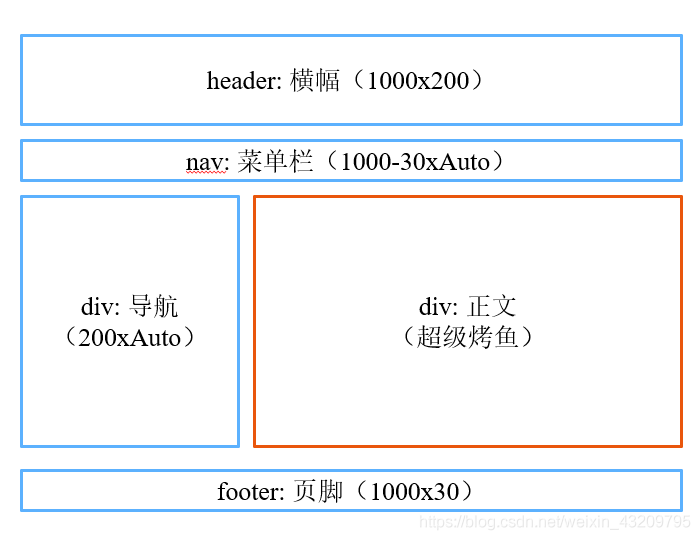 header: 横幅（1000x200）
nav: 菜单栏（1000-30xAuto）
div: 导航
（200xAuto）
div: 正文
（超级烤鱼）
footer: 页脚（1000x30）
https://blog.csdn.net/weixin_43209795